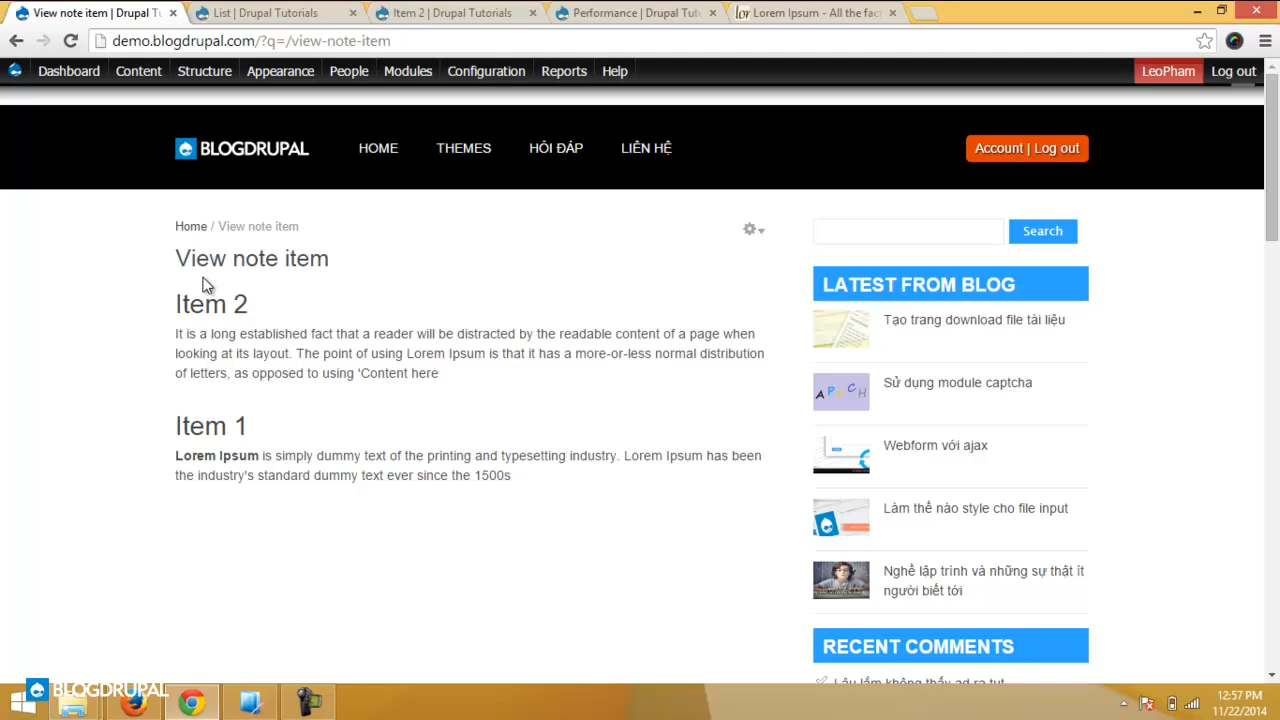 View note item | Drupal T
List | Drupal Tutorials
Item 2 | Drupal Tutorials
Performance | Drupal Tuto
Lorem Ipsum - All the fac
demo.blogdrupal.com/?q=/view-note-item
Dashboard Content Structure Appearance People Modules Configuration Reports Help LeoPham Log out
BLOGDRUPAL HOME THEMES HỎI ĐÁP LIÊN HỆ Account | Log out
Home / View note item
View note item
Item 2
It is a long established fact that a reader will be distracted by the readable content of a page when
looking at its layout. The point of using Lorem Ipsum is that it has a more-or-less normal distribution
of letters, as opposed to using 'Content here
Item 1
Lorem Ipsum is simply dummy text of the printing and typesetting industry. Lorem Ipsum has been
the industry's standard dummy text ever since the 1500s
Search
LATEST FROM BLOG
Tạo trang download file tài liệu
Sử dụng module captcha
Webform với ajax
Làm thế nào style cho file input
Nghề lập trình và những sự thật ít
người biết tới
RECENT COMMENTS
Lâu lắm không thấy ad ra tut
BLOGDRUPAL
12:57 PM
11/22/2014